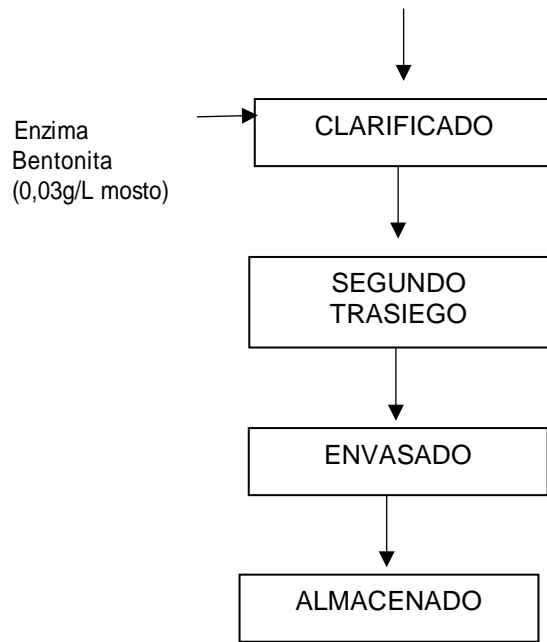 Enzima
Bentonita
(0,03g/L mosto)
CLARIFICADO
SEGUNDO
TRASIEGO
ENVASADO
ALMACENADO